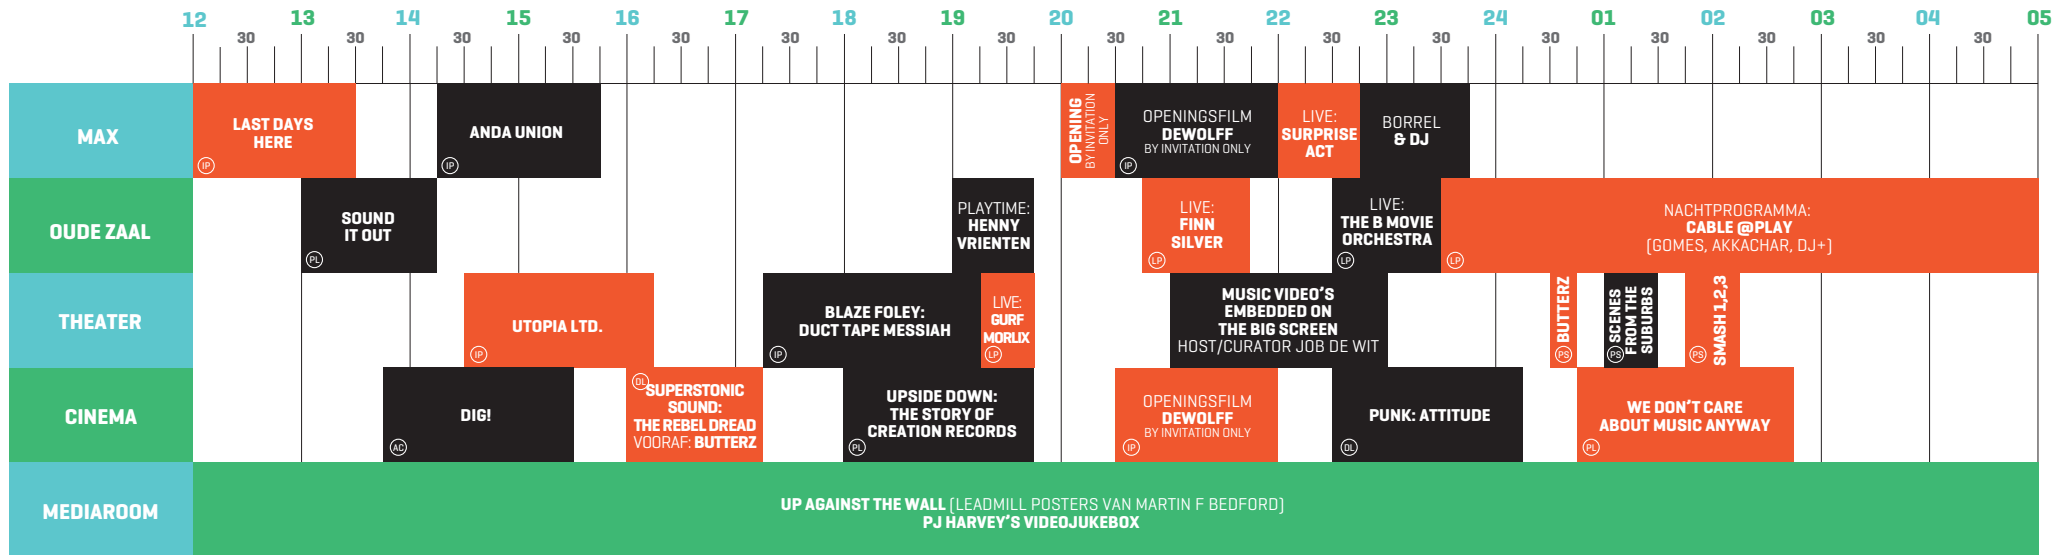 12 13 14 15 16 17 18 19 20 21 22 23 24 01 02 03 04 05
30 30 30 30 30 30 30 30 30 30 30 30 30 30 30 30 30
MAX
LAST DAYS
HERE
IP
ANDA UNION
IP
OPENING
BY INVITATION
ONLY
OPENINGSFILM
DEWOLFF
BY INVITATION ONLY
IP
LIVE:
SURPRISE
ACT
BORREL
& DJ
OUDE ZAAL
SOUND
IT OUT
PL
PLAYTIME:
HENNY
VRIENTEN
LIVE:
FINN
SILVER
LP
LIVE:
THE B MOVIE
ORCHESTRA
LP
NACHTPROGRAMMA:
CABLE @PLAY
(GOMES, AKKACHAR, DJ+)
LP
THEATER
UTOPIA LTD.
IP
BLAZE FOLEY:
DUCT TAPE MESSIAH
IP
LIVE:
GURF
MORLIX
LP
MUSIC VIDEO'S
EMBEDDED ON
THE BIG SCREEN
HOST/CURATOR JOB DE WIT
BUTTERZ
PS
SCENES
FROM THE
SUBURBS
PS
SMASH 1,2,3
PS
CINEMA
DIG!
AC
DL
SUPERSTONIC
SOUND:
THE REBEL DREAD
VOORAF: BUTTERZ
UPSIDE DOWN:
THE STORY OF
CREATION RECORDS
PL
OPENINGSFILM
DEWOLFF
BY INVITATION ONLY
IP
PUNK: ATTITUDE
DL
WE DON'T CARE
ABOUT MUSIC ANYWAY
PL
MEDIAROOM
UP AGAINST THE WALL (LEADMILL POSTERS VAN MARTIN F BEDFORD)
PJ HARVEY'S VIDEOJUKEBOX